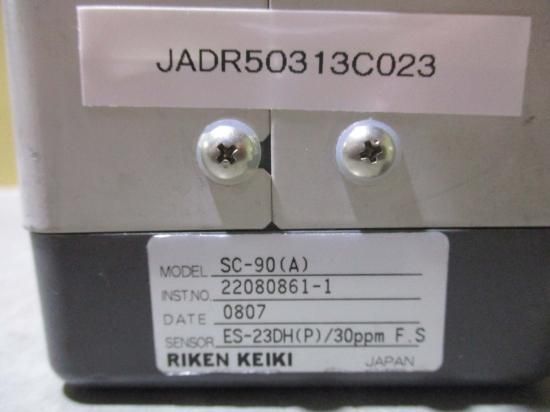 JADR50313C023
MODEL SC-90(A)
INST.NO. 22080861-1
DATE 0807
SENSOR ES-23DH(P)/30ppm F.S
RIKEN KEIKI JAPAN